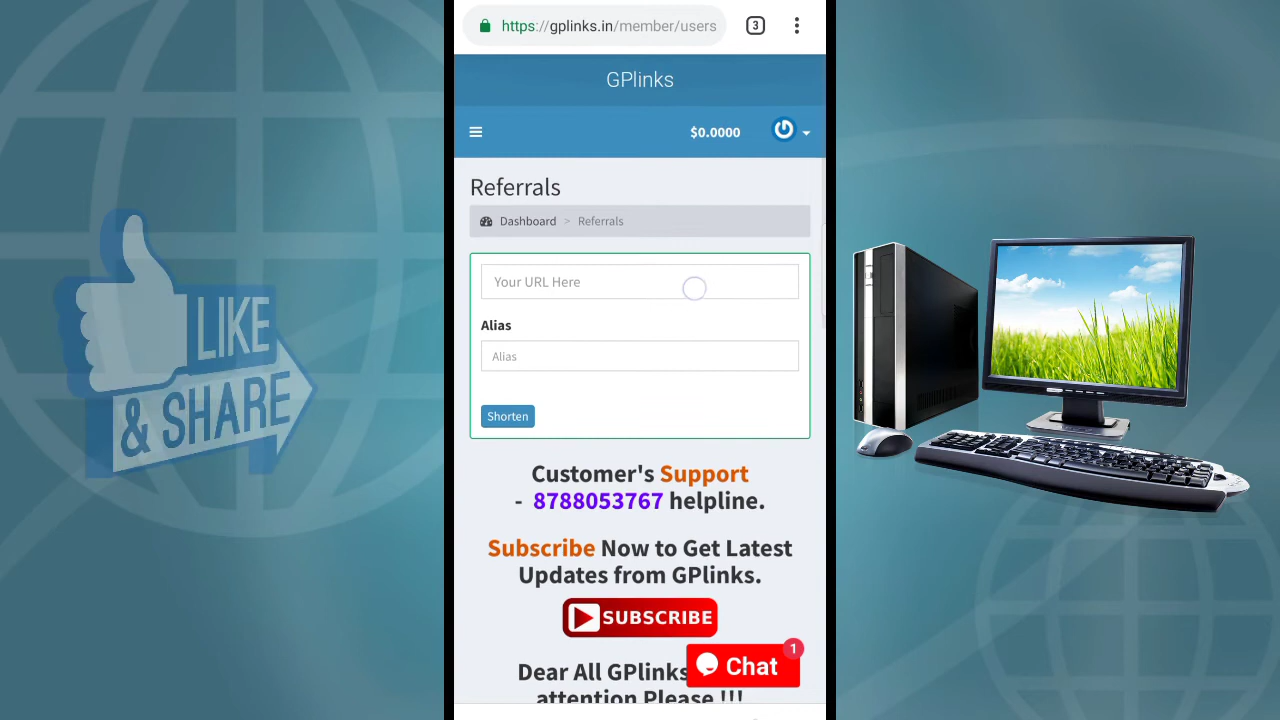 https://gplinks.in/member/users
3
GPlinks
$0.0000
Referrals
Dashboard > Referrals
Your URL Here
Alias
Alias
Shorten
Customer's Support
- 8788053767 helpline.
Subscribe Now to Get Latest
Updates from GPlinks.
SUBSCRIBE
Dear All GPlinks
attention Please !!!
Chat
1
LIKE
& SHARE